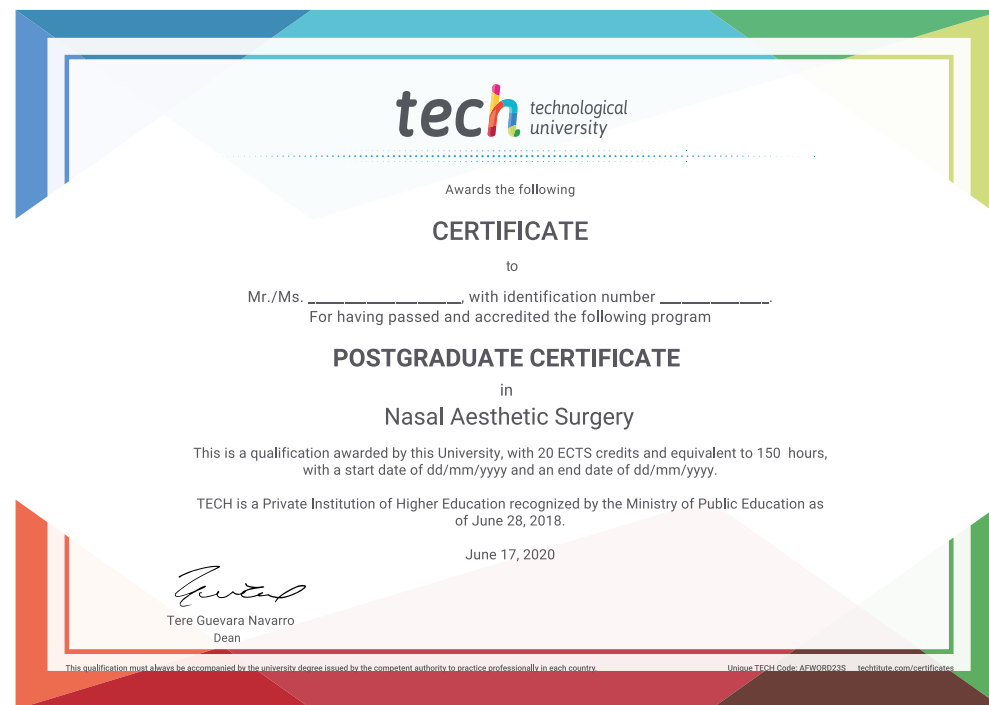 tech technological
university
Awards the following
CERTIFICATE
to
Mr./Ms. ____________________, with identification number ______________.
For having passed and accredited the following program
POSTGRADUATE CERTIFICATE
in
Nasal Aesthetic Surgery
This is a qualification awarded by this University, with 20 ECTS credits and equivalent to 150 hours,
with a start date of dd/mm/yyyy and an end date of dd/mm/yyyy.
TECH is a Private Institution of Higher Education recognized by the Ministry of Public Education as
of June 28, 2018.
June 17, 2020
Tere Guevara Navarro
Dean
This qualification must always be accompanied by the university degree issued by the competent authority to practice professionally in each country. Unique TECH Code: AFWORD23S techtitute.com/certificates